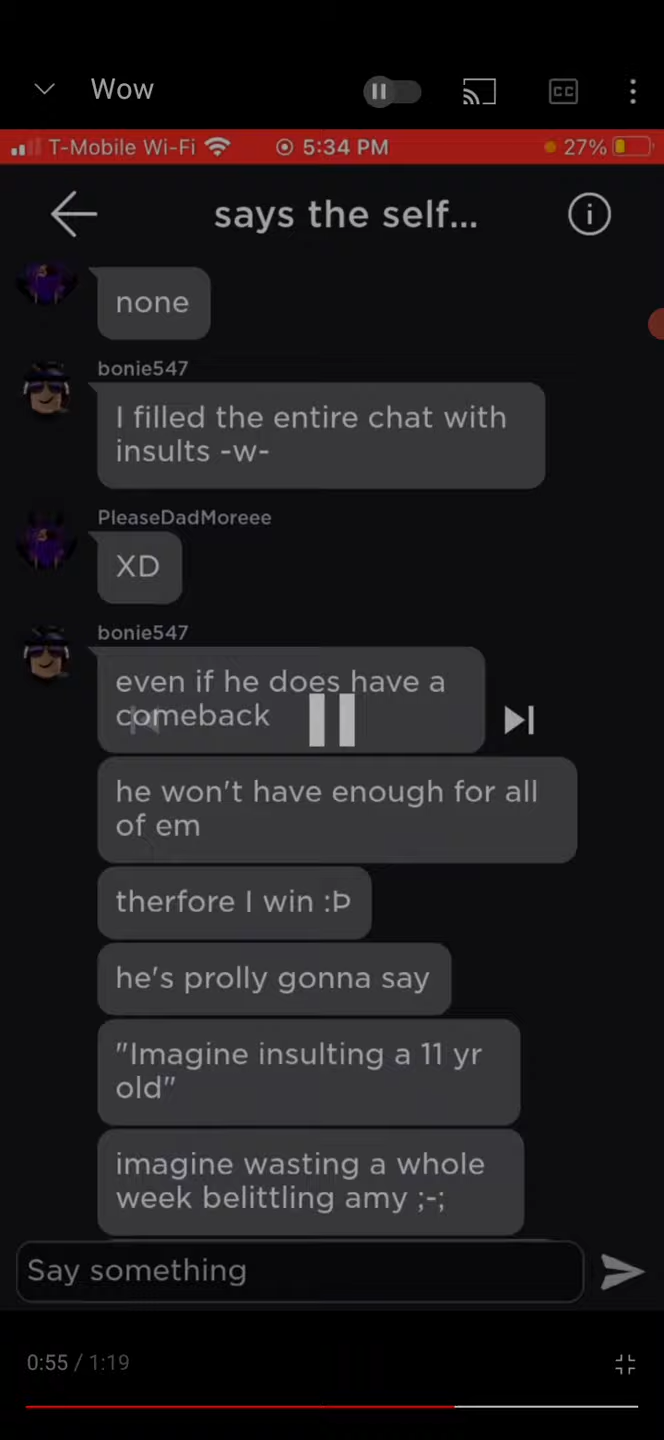 Wow
CC
T-Mobile Wi-Fi
5:34 PM
27%
says the self...
none
bonie547
I filled the entire chat with
insults -w-
PleaseDadMoreee
XD
bonie547
even if he does have a
comeback
he won't have enough for all
of em
therfore I win :Þ
he's prolly gonna say
"Imagine insulting a 11 yr
old"
imagine wasting a whole
week belittling amy ;-;
Say something
0:55 / 1:19